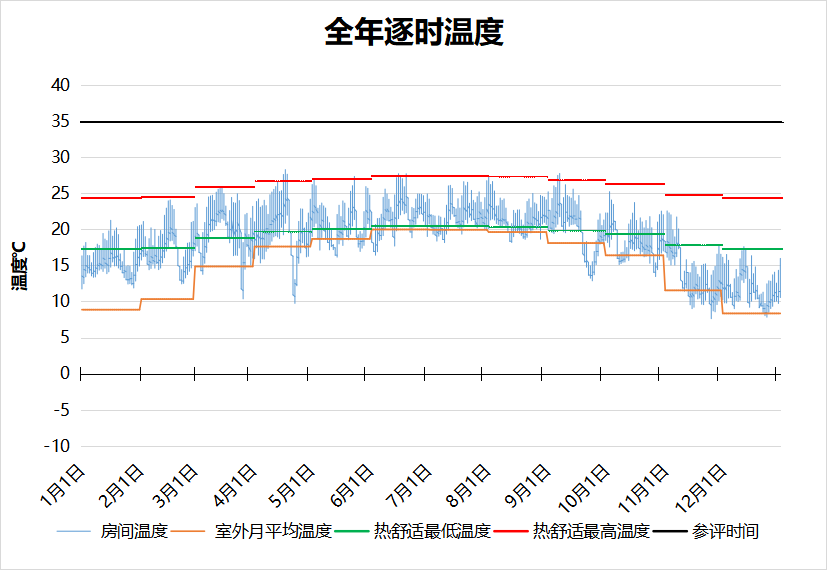 全年逐时温度
40
35
30
25
20
15
10
5
0
-5
-10
温度℃
1月1日
2月1日
3月1日
4月1日
5月1日
6月1日
7月1日
8月1日
9月1日
10月1日
11月1日
12月1日
房间温度 室外月平均温度 热舒适最低温度 热舒适最高温度 参评时间